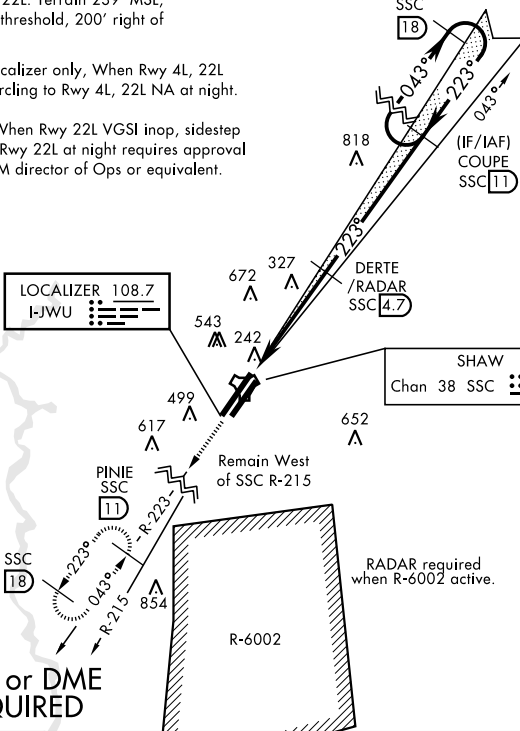 22L. Terrain 259' MSL,
threshold, 200' right of
calizer only, When Rwy 4L, 22L
rcling to Rwy 4L, 22L NA at night.
When Rwy 22L VGSI inop, sidestep
Rwy 22L at night requires approval
M director of Ops or equivalent.
SSC
18
043°
223°
043°
(IF/IAF)
COUPE
SSC 11
818
223°
DERTE
/RADAR
SSC 4.7
327
672
LOCALIZER 108.7
I-JWU
543
242
SHAW
Chan 38 SSC
499
617
652
Remain West
of SSC R-215
PINIE
SSC
11
R-223
SSC
18
223°
043°
R-215
854
RADAR required
when R-6002 active.
R-6002
or DME
QUIRED